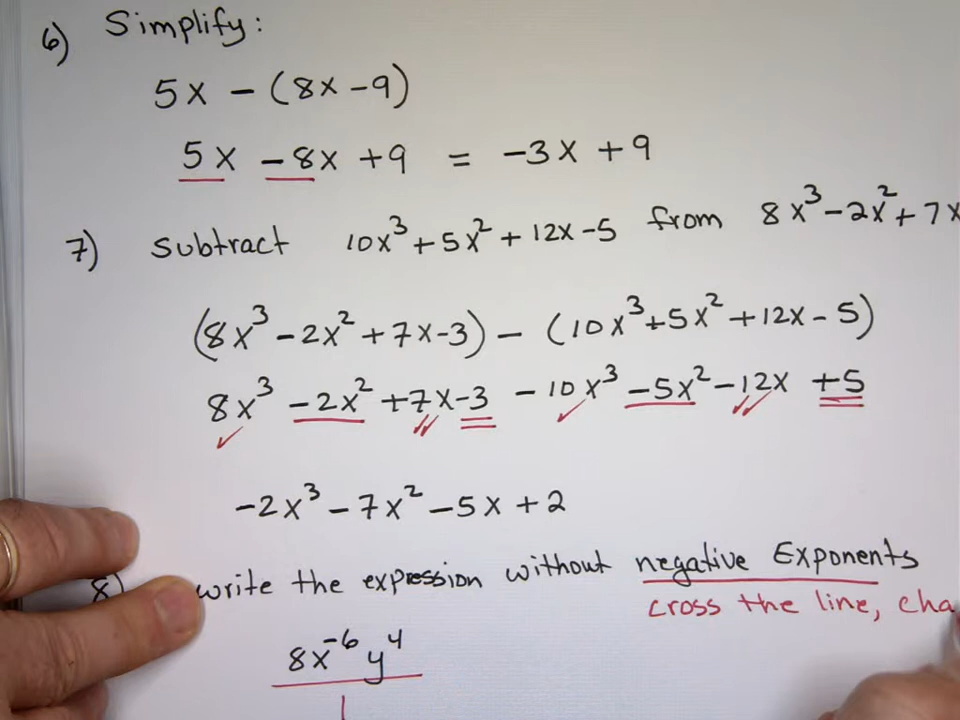 6) Simplify:
5x - (8x - 9)
5x - 8x + 9 = -3x + 9
7) subtract 10x³ + 5x² + 12x - 5 from 8x³ - 2x² + 7x
(8x³ - 2x² + 7x - 3) - (10x³ + 5x² + 12x - 5)
8x³ - 2x² + 7x - 3 - 10x³ - 5x² - 12x + 5
-2x³ - 7x² - 5x + 2
8) write the expression without negative Exponents
cross the line, cha
8x⁻⁶y⁴